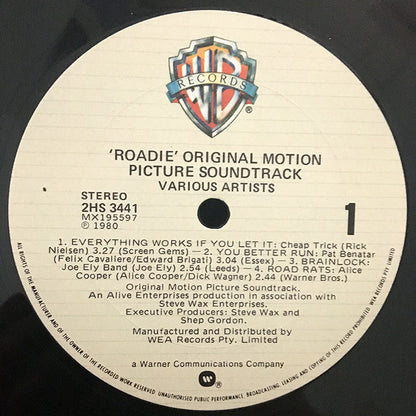 WB
RECORDS
®
'ROADIE' ORIGINAL MOTION
PICTURE SOUNDTRACK
VARIOUS ARTISTS
STEREO
2HS 3441
MX195597
℗ 1980
1
1. EVERYTHING WORKS IF YOU LET IT: Cheap Trick (Rick
Nielsen) 3.27 (Screen Gems) — 2. YOU BETTER RUN: Pat Benatar
(Felix Cavaliere/Edward Brigati) 3.04 (Essex) — 3. BRAINLOCK:
Joe Ely Band (Joe Ely) 2.54 (Leeds) — 4. ROAD RATS: Alice
Cooper (Alice Cooper/Dick Wagner) 2.44 (Warner Bros.)
Original Motion Picture Soundtrack.
An Alive Enterprises production in association with
Steve Wax Enterprises.
Executive Producers: Steve Wax and
Shep Gordon.
Manufactured and Distributed by
WEA Records Pty. Limited
a Warner Communications Company
ALL RIGHTS OF THE MANUFACTURER AND OF THE OWNER OF THE RECORDED WORK RESERVED. UNAUTHORISED PUBLIC PERFORMANCE, BROADCASTING, LEASING AND COPYING OF THIS RECORD PROHIBITED. WEA RECORDS PTY LIMITED